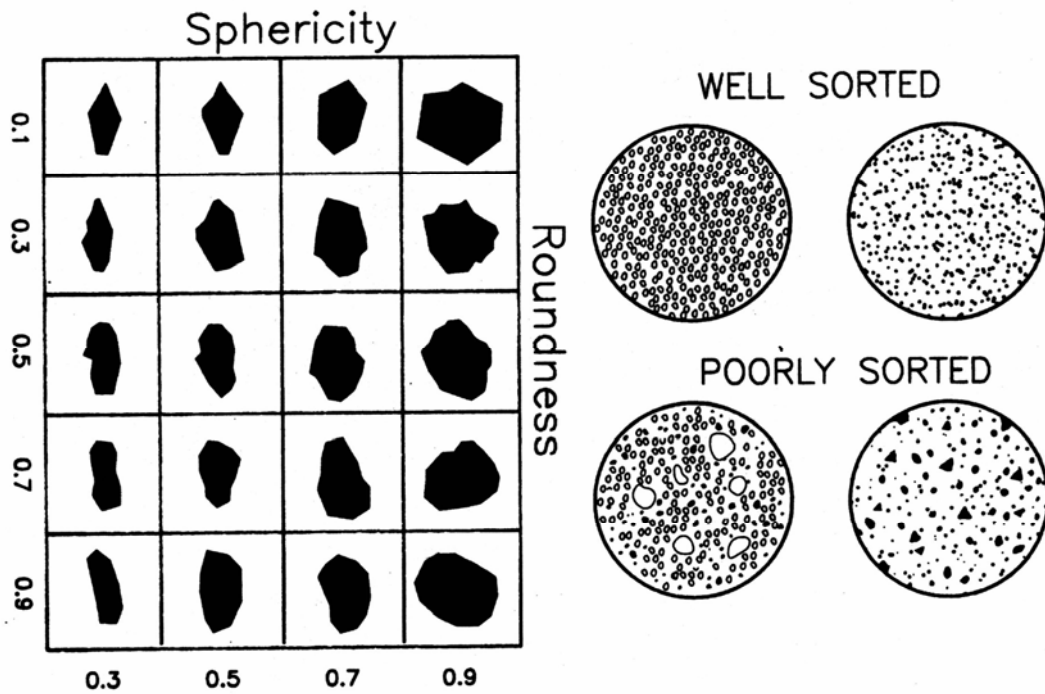 Sphericity
0.1
0.3
0.5
0.7
0.9
0.3 0.5 0.7 0.9
Roundness
WELL SORTED
POORLY SORTED